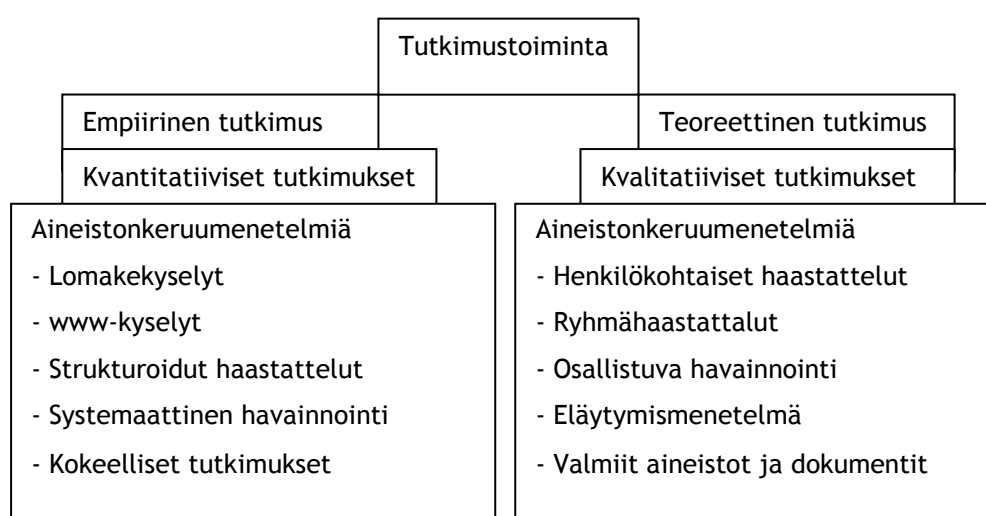 Tutkimustoiminta
Empiirinen tutkimus
Teoreettinen tutkimus
Kvantitatiiviset tutkimukset
Kvalitatiiviset tutkimukset
Aineistonkeruumenetelmiä
- Lomakekyselyt
- www-kyselyt
- Strukturoidut haastattelut
- Systemaattinen havainnointi
- Kokeelliset tutkimukset
Aineistonkeruumenetelmiä
- Henkilökohtaiset haastattelut
- Ryhmähaastattalut
- Osallistuva havainnointi
- Eläytymismenetelmä
- Valmiit aineistot ja dokumentit